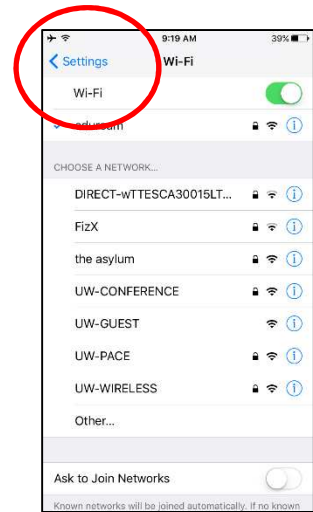 9:19 AM 39%
Settings Wi-Fi
Wi-Fi
eduroam
CHOOSE A NETWORK...
DIRECT-wTTESCA30015LT...
FizX
the asylum
UW-CONFERENCE
UW-GUEST
UW-PACE
UW-WIRELESS
Other...
Ask to Join Networks
Known networks will be joined automatically. If no known